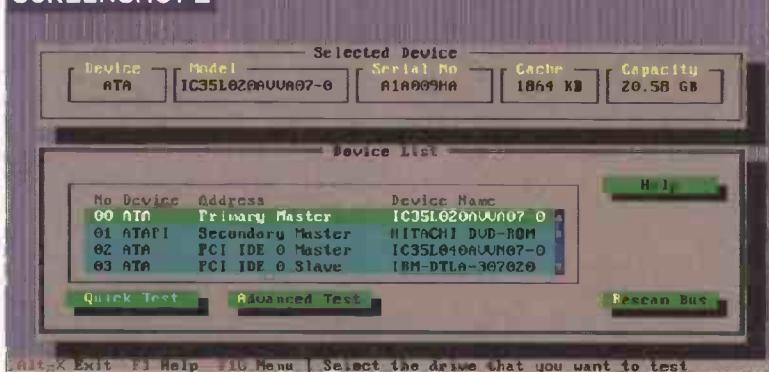 SCREENSHOT 2
Selected Device
Device Model Serial No Cache Capacity
ATA IC35L020AVVA07-0 A1A009HA 1864 KB 20.58 GB
Device List
Help
No Device Address Device Name
00 ATA Primary Master IC35L020AVVA07-0
01 ATAPI Secondary Master HITACHI DVD-ROM
02 ATA PCI IDE 0 Master IC35L040AVVN07-0
03 ATA PCI IDE 0 Slave IBM-DTLA-307020
Quick Test Advanced Test Rescan Bus
Alt-X Exit F1 Help F10 Menu | Select the drive that you want to test